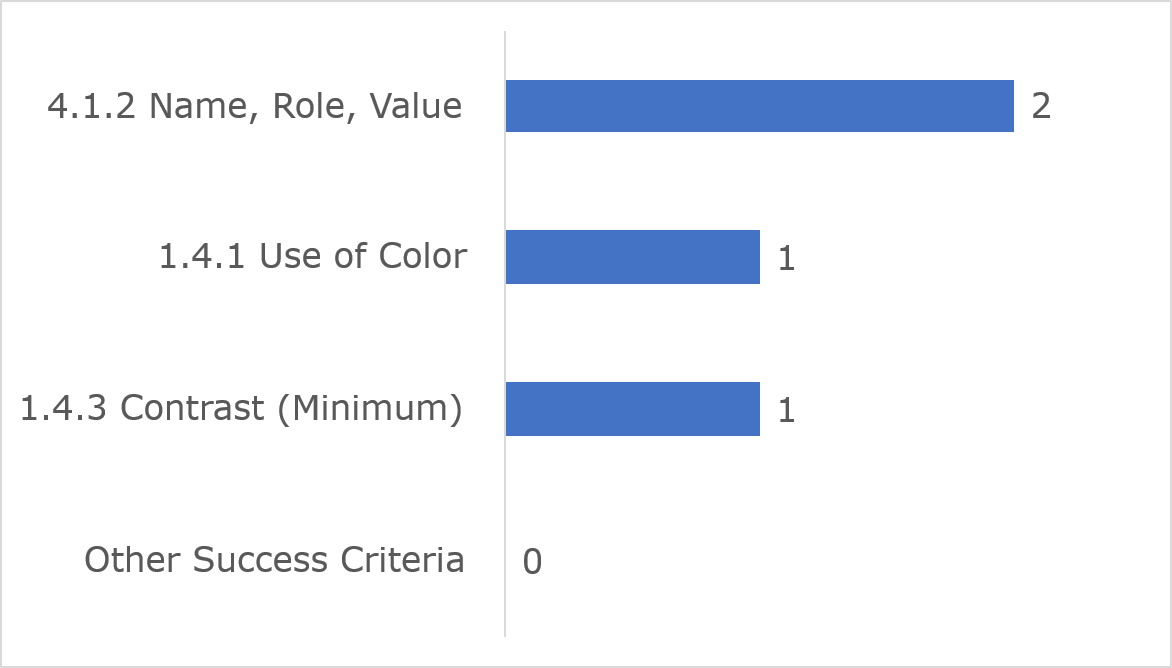 4.1.2 Name, Role, Value 2
1.4.1 Use of Color 1
1.4.3 Contrast (Minimum) 1
Other Success Criteria 0